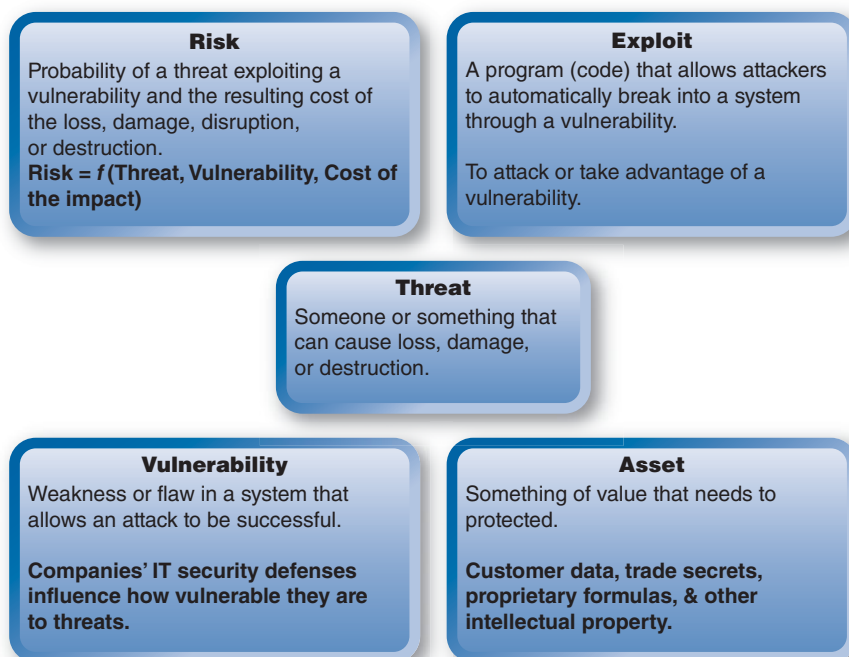 Risk
Probability of a threat exploiting a
vulnerability and the resulting cost of
the loss, damage, disruption,
or destruction.
Risk = f (Threat, Vulnerability, Cost of
the impact)
Exploit
A program (code) that allows attackers
to automatically break into a system
through a vulnerability.
To attack or take advantage of a
vulnerability.
Threat
Someone or something that
can cause loss, damage,
or destruction.
Vulnerability
Weakness or flaw in a system that
allows an attack to be successful.
Companies’ IT security defenses
influence how vulnerable they are
to threats.
Asset
Something of value that needs to
protected.
Customer data, trade secrets,
proprietary formulas, & other
intellectual property.